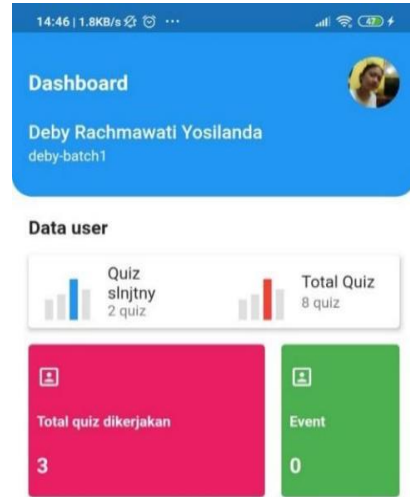 14:46 | 1.8KB/s ... 47
Dashboard
Deby Rachmawati Yosilanda
deby-batch1
Data user
Quiz
slnjtny
2 quiz
Total Quiz
8 quiz
Total quiz dikerjakan
3
Event
0